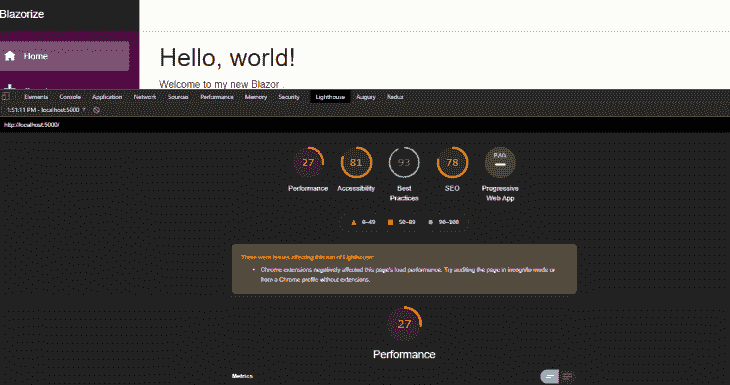 Blazorize
Hello, world!
Home
Welcome to my new Blazor .
Elements Console Application Network Sources Performance Memory Security Lighthouse Augury Redux
1:51:11 PM - localhost:5000
http://localhost:5000/
27 81 93 78 PWA
Performance Accessibility Best Practices SEO Progressive Web App
0–49 50–89 90–100
There were issues affecting this run of Lighthouse:
Chrome extensions negatively affected this page's load performance. Try auditing the page in incognito mode or
from a Chrome profile without extensions.
27
Performance
Metrics